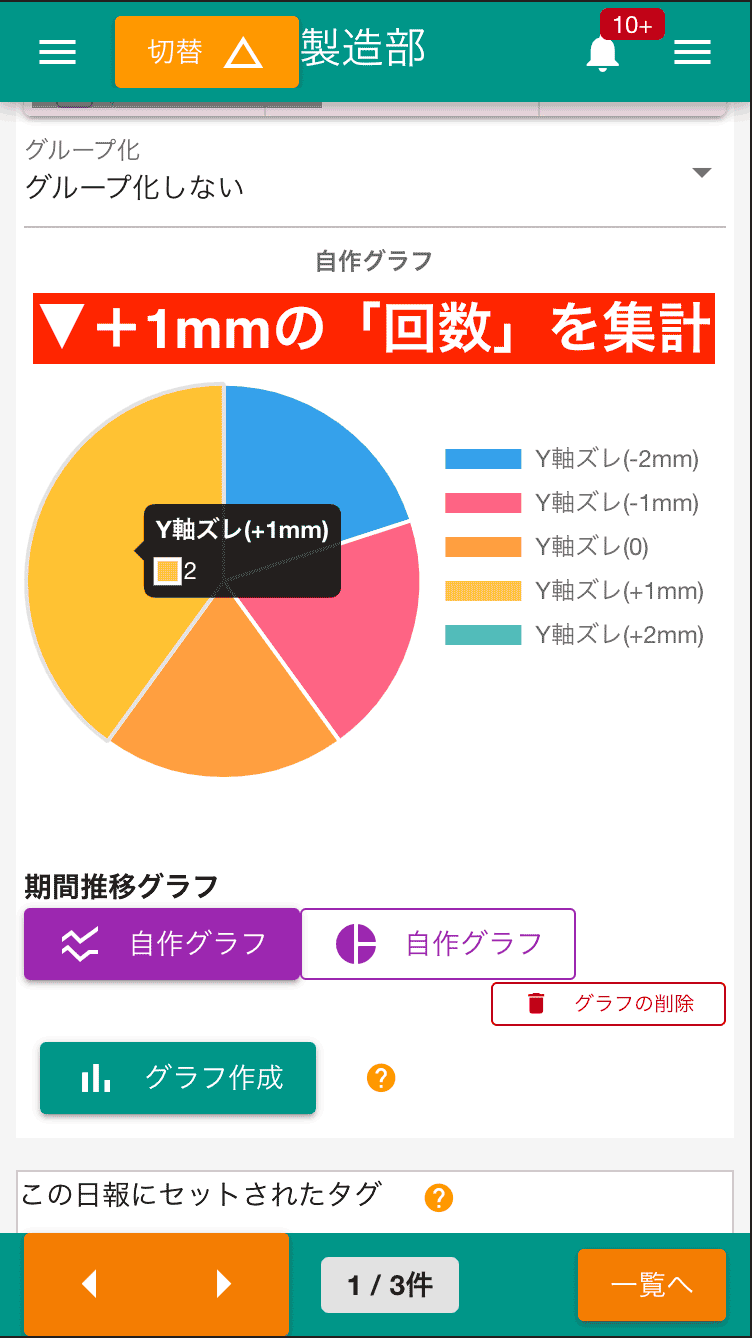 切替 製造部 10+
グループ化
グループ化しない
自作グラフ
▼＋1mmの「回数」を集計
Y軸ズレ(-2mm)
Y軸ズレ(-1mm)
Y軸ズレ(0)
Y軸ズレ(+1mm)
Y軸ズレ(+2mm)
Y軸ズレ(+1mm)
2
期間推移グラフ
自作グラフ 自作グラフ
グラフの削除
グラフ作成 ?
この日報にセットされたタグ ?
1 / 3件 一覧へ